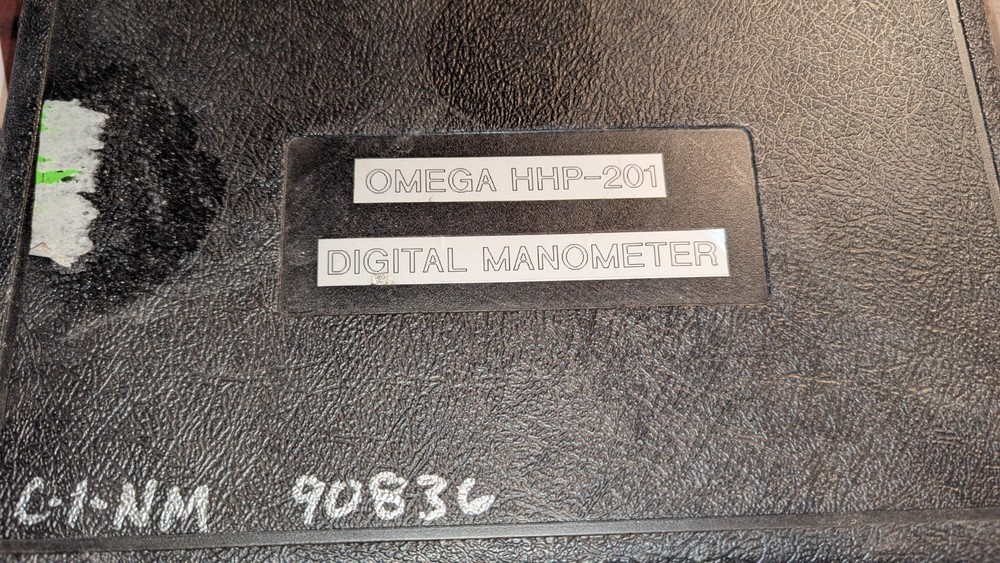 OMEGA HHP-201
DIGITAL MANOMETER
C-1-NM 90836